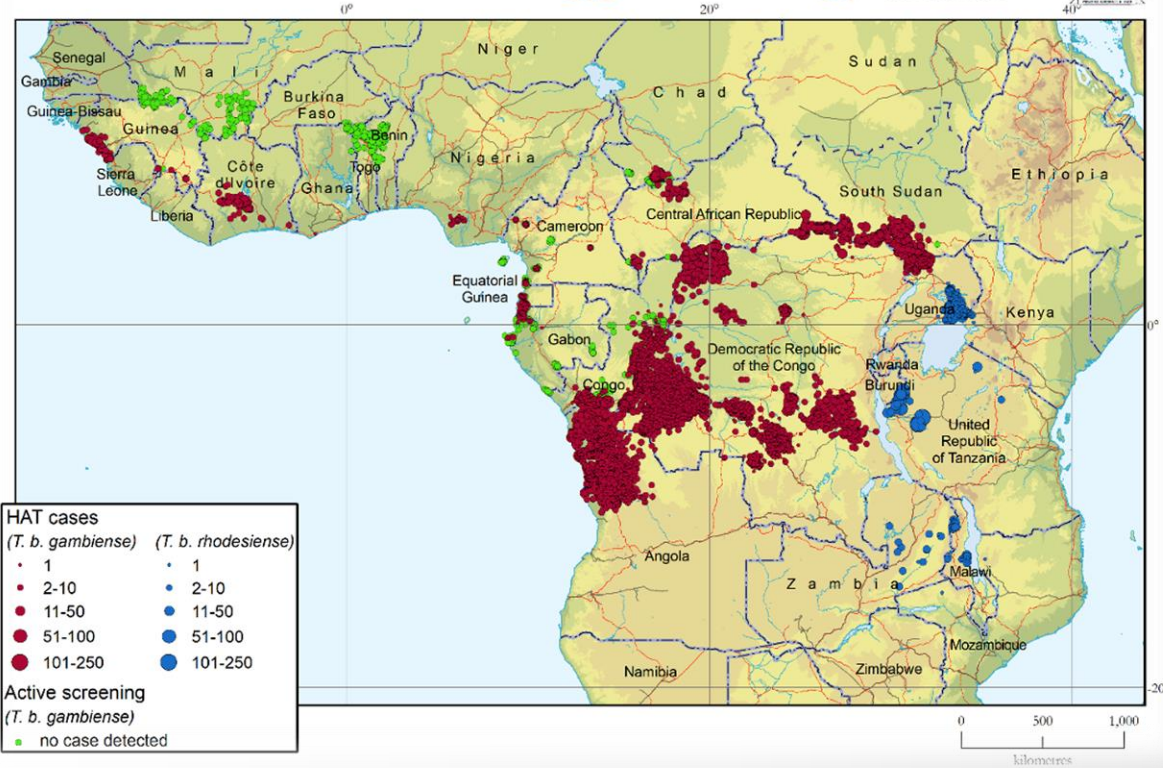 0°
20°
40°
Niger
Senegal
Mali
Sudan
Chad
Gambia
Burkina
Faso
Guinea-Bissau
Guinea
Benin
Nigeria
Togo
Côte
d'Ivoire
Ethiopia
Sierra
Leone
Ghana
South Sudan
Liberia
Central African Republic
Cameroon
Equatorial
Guinea
Uganda
Kenya
0°
Gabon
Democratic Republic
of the Congo
Rwanda
Congo
Burundi
United
Republic
of Tanzania
Angola
Zambia
Malawi
Mozambique
Namibia
Zimbabwe
-20
HAT cases
(T. b. gambiense) (T. b. rhodesiense)
1 1
2-10 2-10
11-50 11-50
51-100 51-100
101-250 101-250
Active screening
(T. b. gambiense)
no case detected
0 500 1,000
kilometres